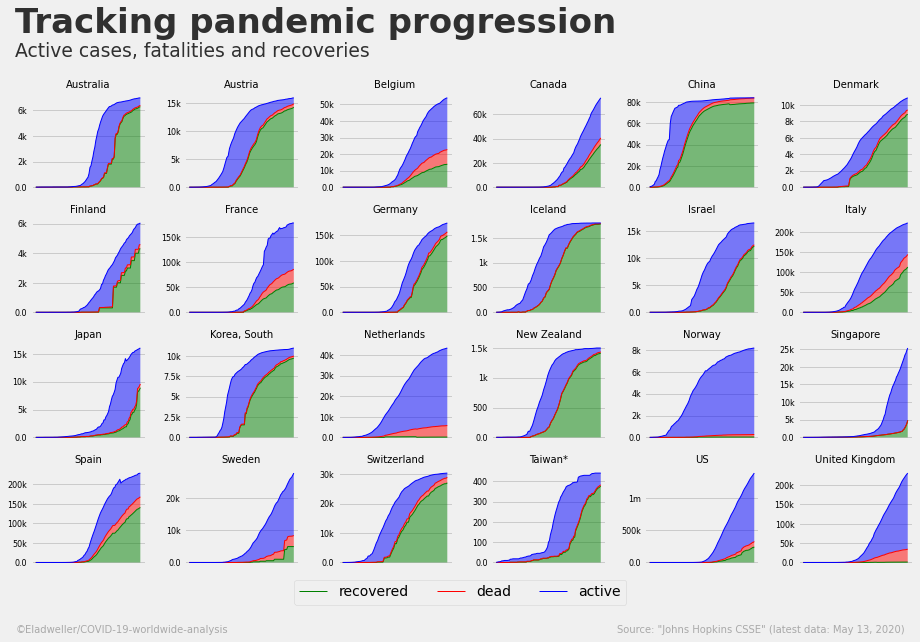 Tracking pandemic progression
Active cases, fatalities and recoveries
Australia
6k
4k
2k
0.0
Austria
15k
10k
5k
0.0
Belgium
50k
40k
30k
20k
10k
0.0
Canada
60k
40k
20k
0.0
China
80k
60k
40k
20k
0.0
Denmark
10k
8k
6k
4k
2k
0.0
Finland
6k
4k
2k
0.0
France
150k
100k
50k
0.0
Germany
150k
100k
50k
0.0
Iceland
1.5k
1k
500
0.0
Israel
15k
10k
5k
0.0
Italy
200k
150k
100k
50k
0.0
Japan
15k
10k
5k
0.0
Korea, South
10k
7.5k
5k
2.5k
0.0
Netherlands
40k
30k
20k
10k
0.0
New Zealand
1.5k
1k
500
0.0
Norway
8k
6k
4k
2k
0.0
Singapore
25k
20k
15k
10k
5k
0.0
Spain
200k
150k
100k
50k
0.0
Sweden
20k
10k
0.0
Switzerland
30k
20k
10k
0.0
Taiwan*
400
300
200
100
0.0
US
1m
500k
0.0
United Kingdom
200k
150k
100k
50k
0.0
recovered dead active
©Eladweller/COVID-19-worldwide-analysis
Source: "Johns Hopkins CSSE" (latest data: May 13, 2020)